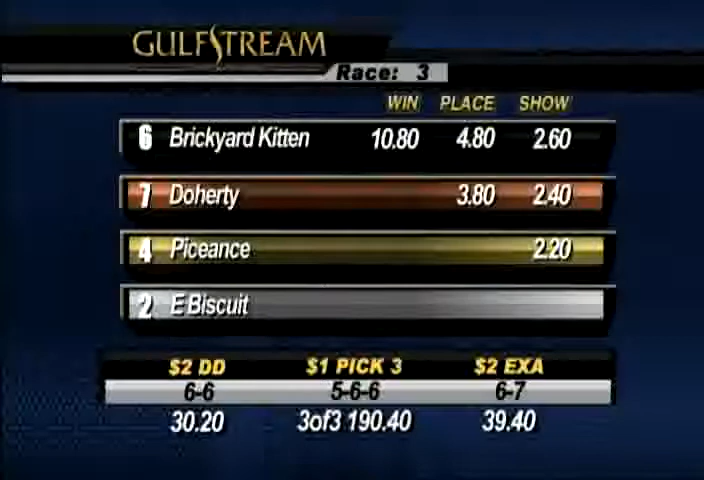 GULFSTREAM
Race: 3
WIN PLACE SHOW
6 Brickyard Kitten 10.80 4.80 2.60
7 Doherty 3.80 2.40
4 Piceance 2.20
2 E Biscuit
$2 DD $1 PICK 3 $2 EXA
6-6 5-6-6 6-7
30.20 3of3 190.40 39.40